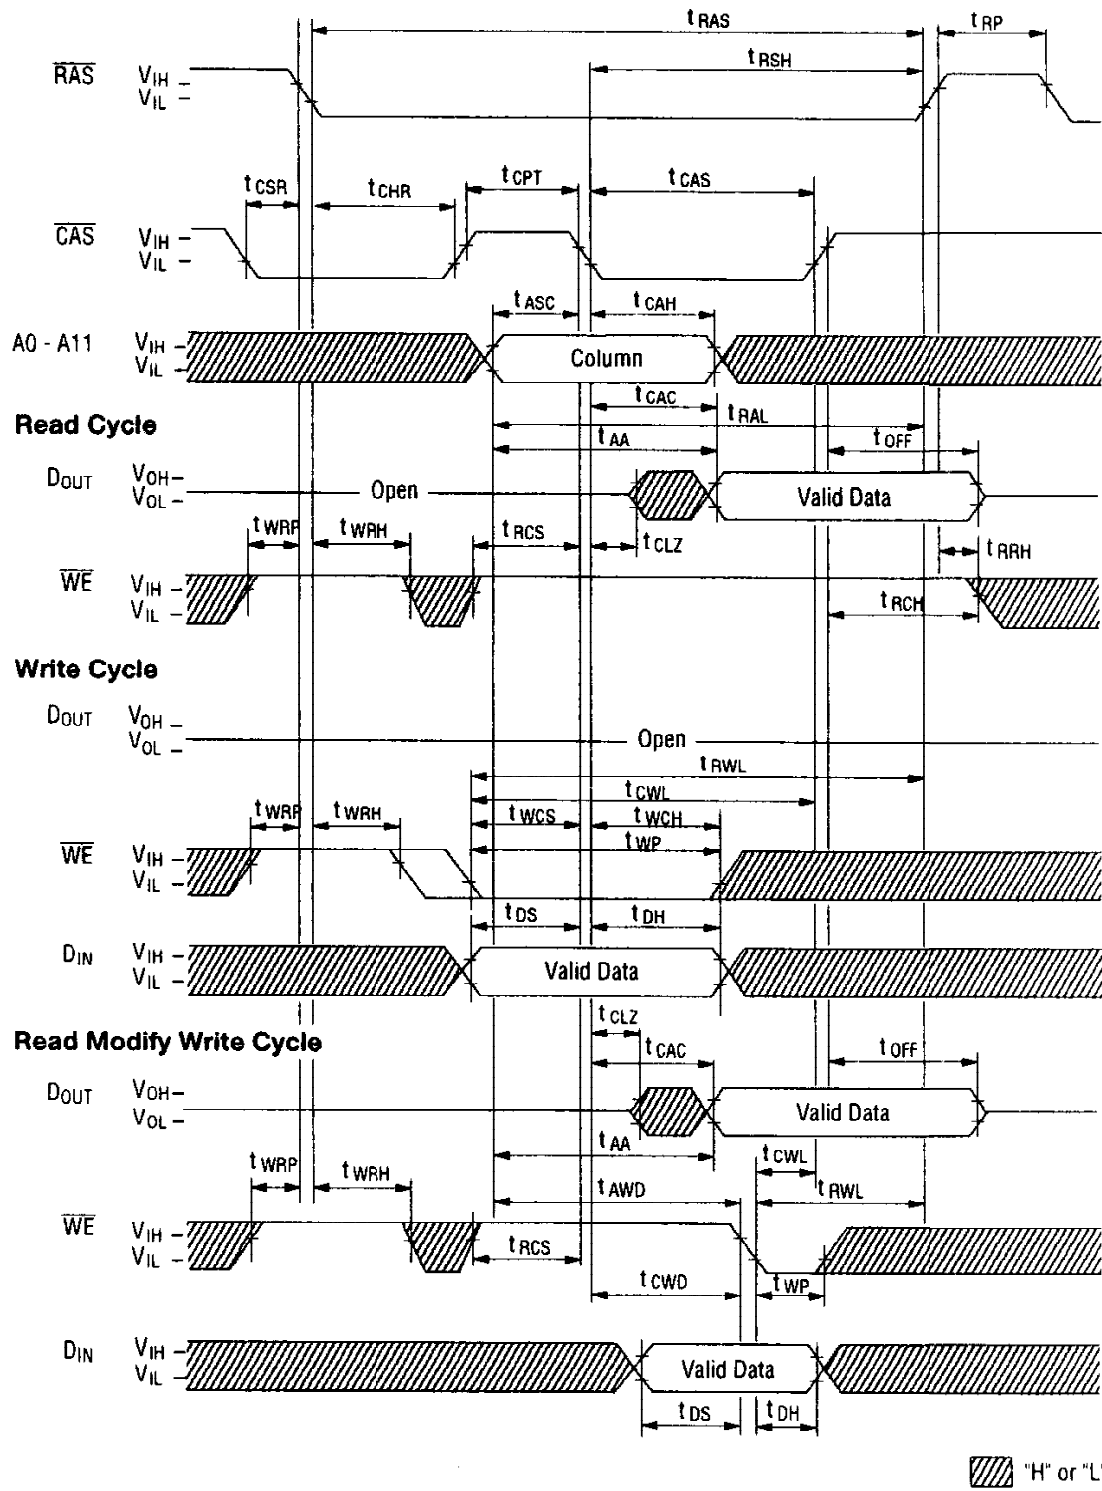 tRAS
tRP
tRSH
RAS
VIH
VIL
tCSR
tCHR
tCPT
tCAS
CAS
VIH
VIL
tASC
tCAH
A0 - A11
VIH
VIL
Column
tCAC
Read Cycle
tRAL
tAA
tOFF
DOUT
VOH
VOL
Open
Valid Data
tWRP
tWRH
tRCS
tCLZ
tRRH
WE
VIH
VIL
tRCH
Write Cycle
DOUT
VOH
VOL
Open
tRWL
tCWL
tWRP
tWRH
tWCS
tWCH
tWP
WE
VIH
VIL
tDS
tDH
DIN
VIH
VIL
Valid Data
tCLZ
Read Modify Write Cycle
tCAC
tOFF
DOUT
VOH
VOL
Valid Data
tAA
tCWL
tWRP
tWRH
tAWD
tRWL
WE
VIH
VIL
tRCS
tCWD
tWP
DIN
VIH
VIL
Valid Data
tDS
tDH
"H" or "L"